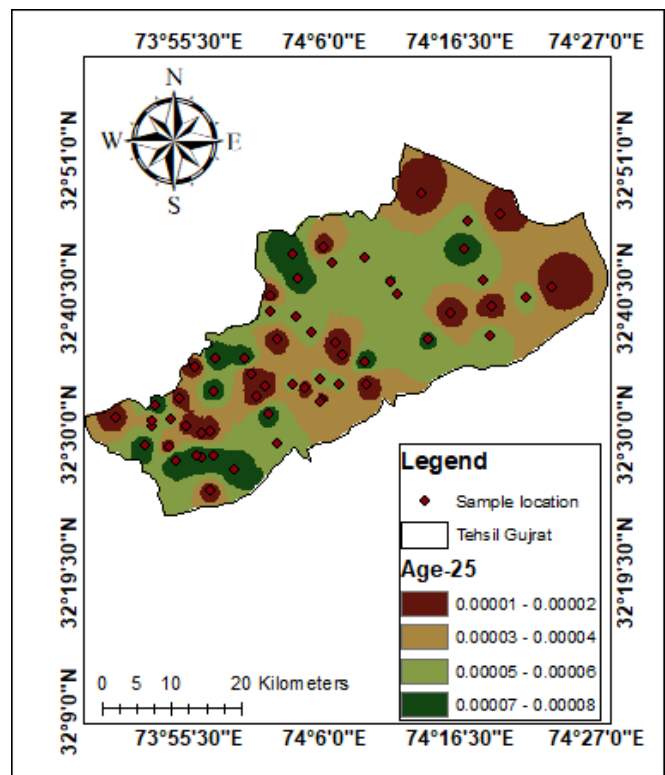 73°55'30"E 74°6'0"E 74°16'30"E 74°27'0"E
N
W E
S
32°51'0"N
32°40'30"N
32°30'0"N
32°19'30"N
32°9'0"N
32°51'0"N
32°40'30"N
32°30'0"N
32°19'30"N
32°9'0"N
Legend
Sample location
Tehsil Gujrat
Age-25
0.00001 - 0.00002
0.00003 - 0.00004
0.00005 - 0.00006
0.00007 - 0.00008
0 5 10 20 Kilometers
73°55'30"E 74°6'0"E 74°16'30"E 74°27'0"E